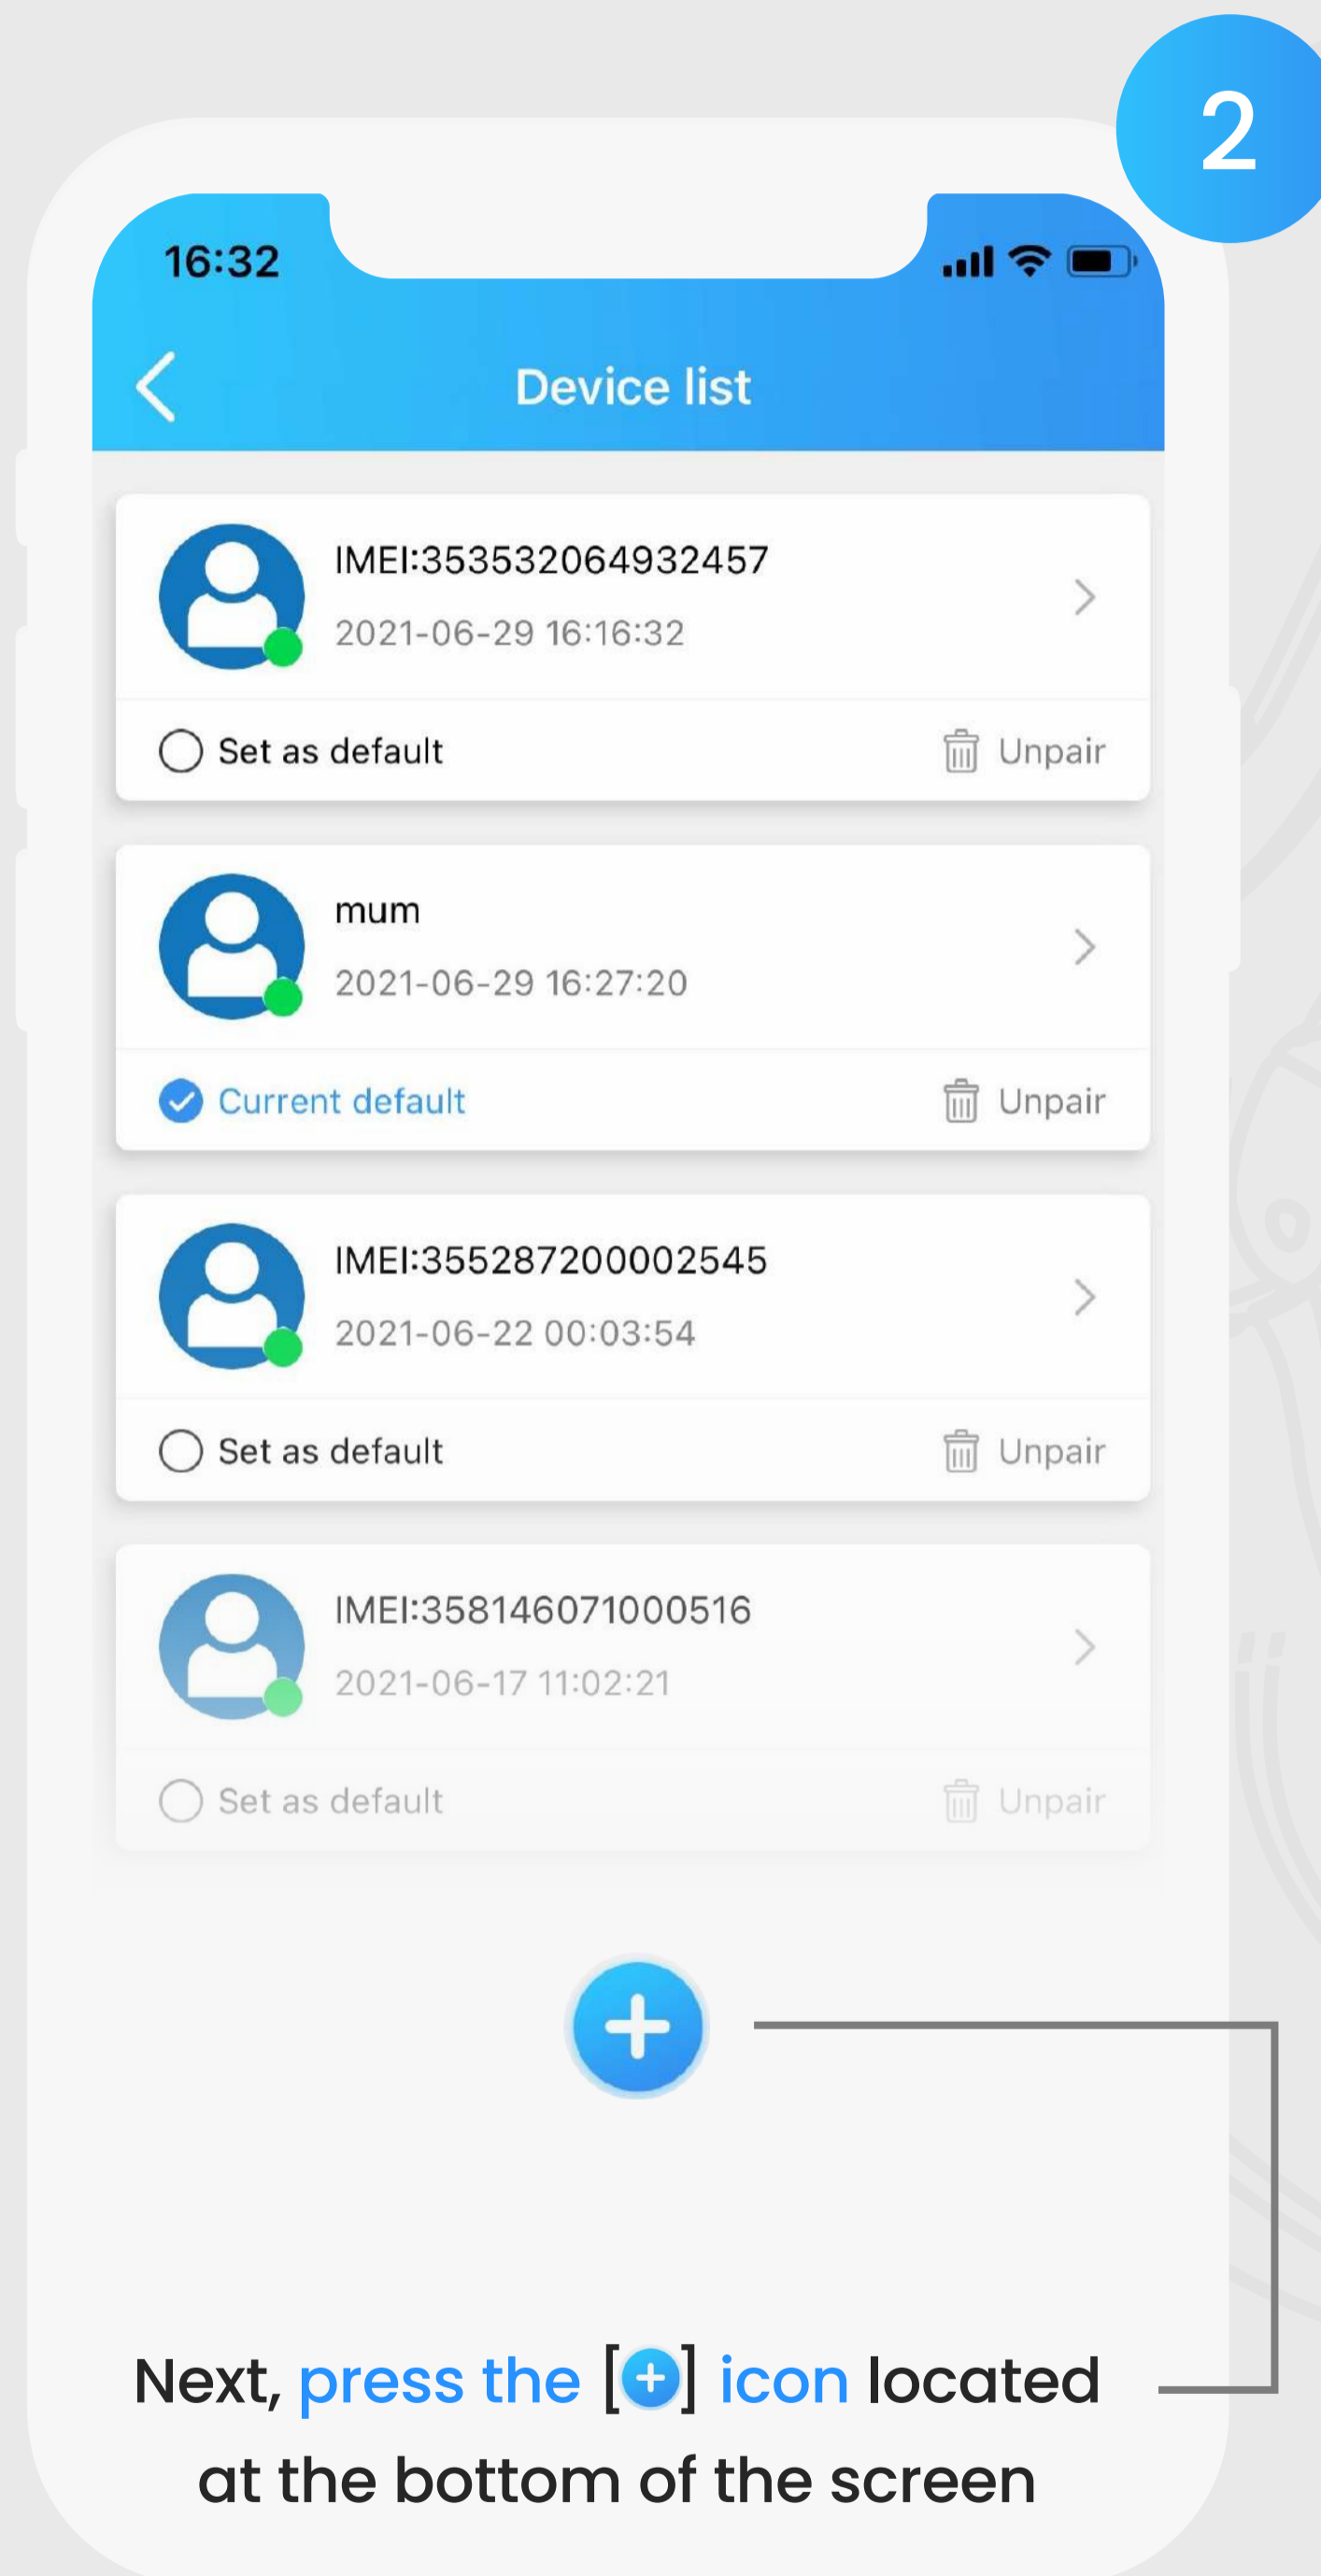 2
16:32
Device list
IMEI:353532064932457
2021-06-29 16:16:32
Set as default
Unpair
mum
2021-06-29 16:27:20
Current default
Unpair
IMEI:355287200002545
2021-06-22 00:03:54
Set as default
Unpair
IMEI:358146071000516
2021-06-17 11:02:21
Set as default
Unpair
Next, press the [+] icon located
at the bottom of the screen